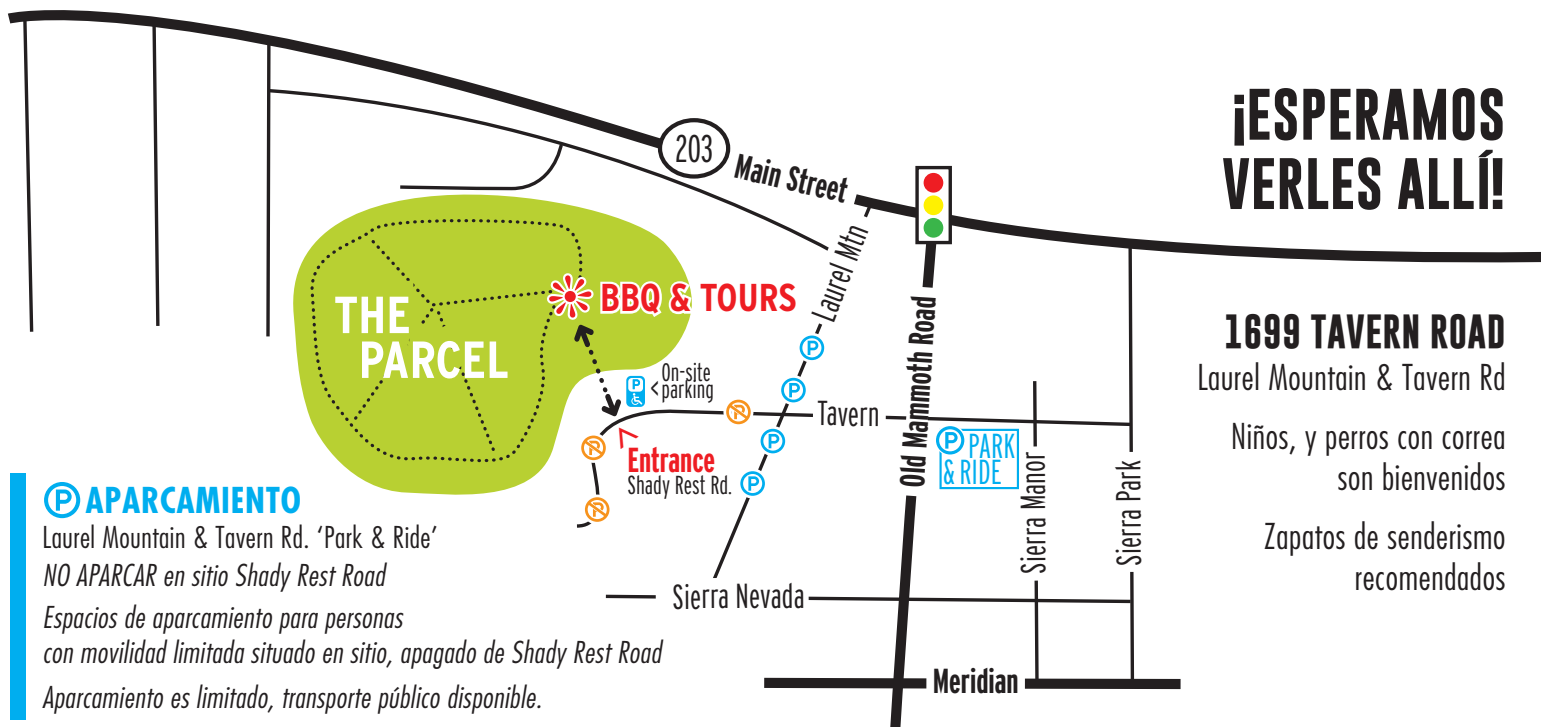 ¡ESPERAMOS
VERLES ALLÍ!
203
Main Street
Laurel Mtn
Old Mammoth Road
THE
PARCEL
BBQ & TOURS
P
On-site
< parking
Tavern
P
P
P
P
P
P
P
Entrance
Shady Rest Rd.
P PARK
& RIDE
Sierra Manor
Sierra Park
Sierra Nevada
Meridian
1699 TAVERN ROAD
Laurel Mountain & Tavern Rd
Niños, y perros con correa
son bienvenidos
Zapatos de senderismo
recomendados
P APARCAMIENTO
Laurel Mountain & Tavern Rd. ‘Park & Ride’
NO APARCAR en sitio Shady Rest Road
Espacios de aparcamiento para personas
con movilidad limitada situado en sitio, apagado de Shady Rest Road
Aparcamiento es limitado, transporte público disponible.